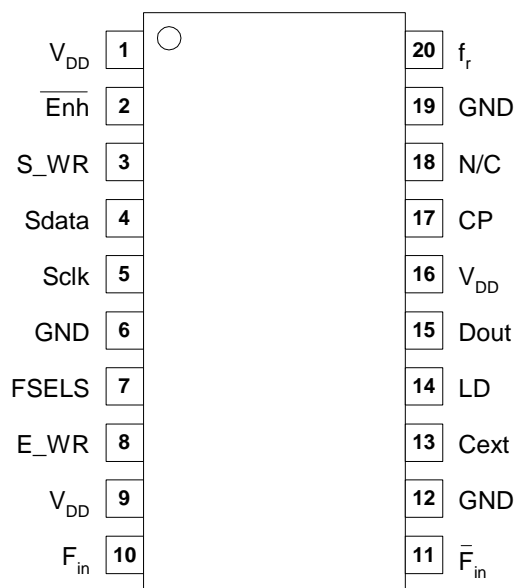 V_DD 1 20 f_r
E̅n̅h̅ 2 19 GND
S_WR 3 18 N/C
Sdata 4 17 CP
Sclk 5 16 V_DD
GND 6 15 Dout
FSELS 7 14 LD
E_WR 8 13 Cext
V_DD 9 12 GND
F_in 10 11 F̅_in